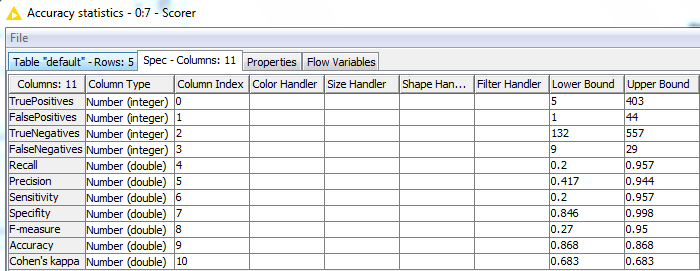 Accuracy statistics - 0:7 - Scorer
File
Table "default" - Rows: 5 Spec - Columns: 11 Properties Flow Variables
Columns: 11 Column Type Column Index Color Handler Size Handler Shape Han... Filter Handler Lower Bound Upper Bound
TruePositives Number (integer) 0 5 403
FalsePositives Number (integer) 1 1 44
TrueNegatives Number (integer) 2 132 557
FalseNegatives Number (integer) 3 9 29
Recall Number (double) 4 0.2 0.957
Precision Number (double) 5 0.417 0.944
Sensitivity Number (double) 6 0.2 0.957
Specifity Number (double) 7 0.846 0.998
F-measure Number (double) 8 0.27 0.95
Accuracy Number (double) 9 0.868 0.868
Cohen's kappa Number (double) 10 0.683 0.683